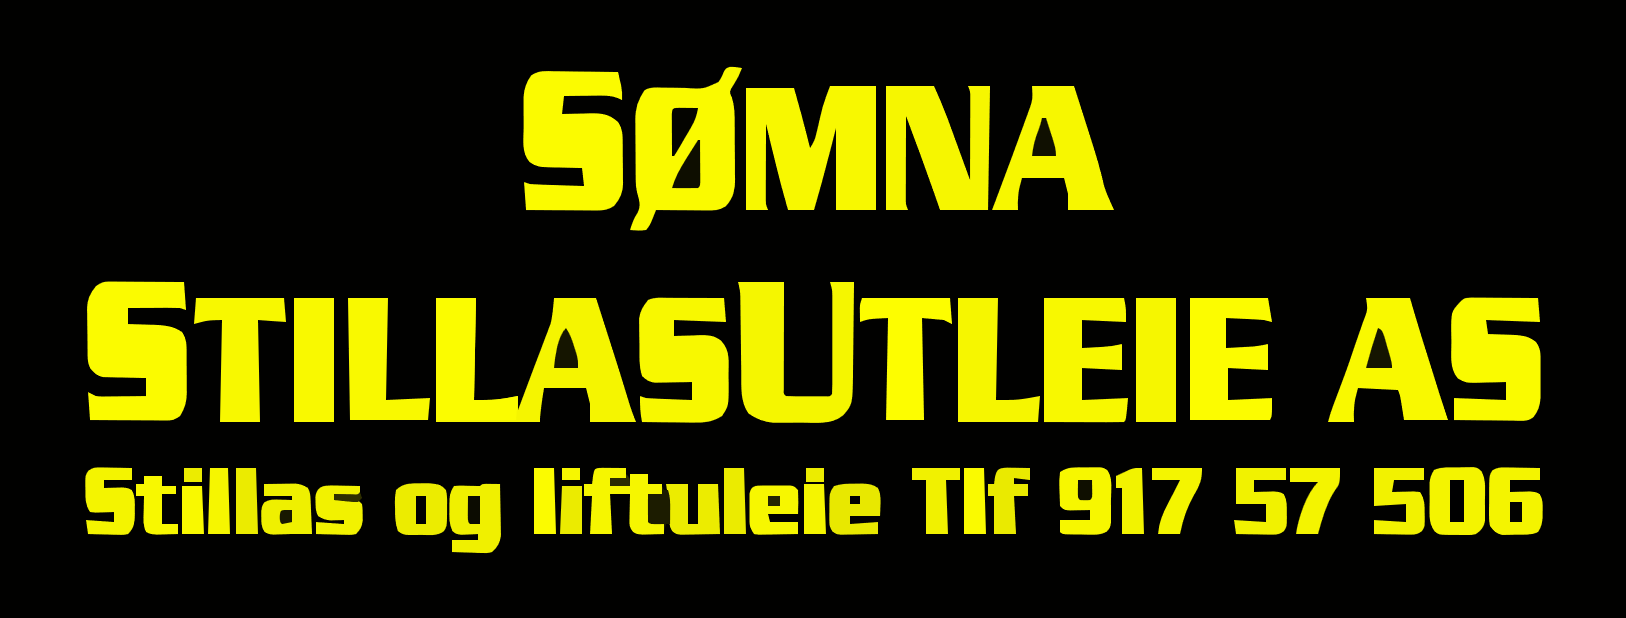 SØMNA
STILLASUTLEIE AS
Stillas og liftuleie Tlf 917 57 506